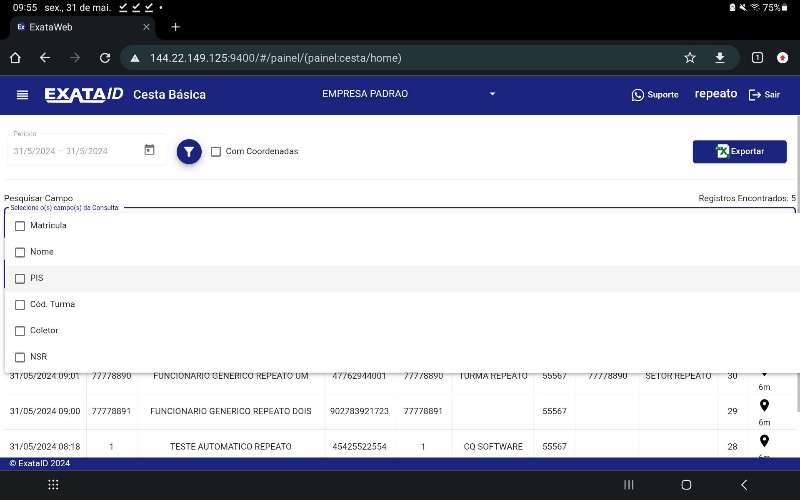 09:55 sex., 31 de mai.
75%
Ex ExataWeb
144.22.149.125:9400/#/painel/(painel:cesta/home)
1
EXATAID Cesta Básica EMPRESA PADRAO Suporte repeato Sair
Período
31/5/2024 – 31/5/2024 Com Coordenadas Exportar
Pesquisar Campo Registros Encontrados: 5
Selecione o(s) campo(s) da Consulta:
Matricula
Nome
PIS
Cód. Turma
Coletor
NSR
31/05/2024 09:01 77778890 FUNCIONÁRIO GENERICO REPEATO UM 47762944001 77778890 TURMA REPEATO 55567 77778890 SETOR REPEATO 30
6m
31/05/2024 09:00 77778891 FUNCIONARIO GENERICO REPEATO DOIS 902783921723 77778891 55567 29
6m
31/05/2024 08:18 1 TESTE AUTOMATICO REPEATO 45425522554 1 CQ SOFTWARE 55567 28
© ExataID 2024